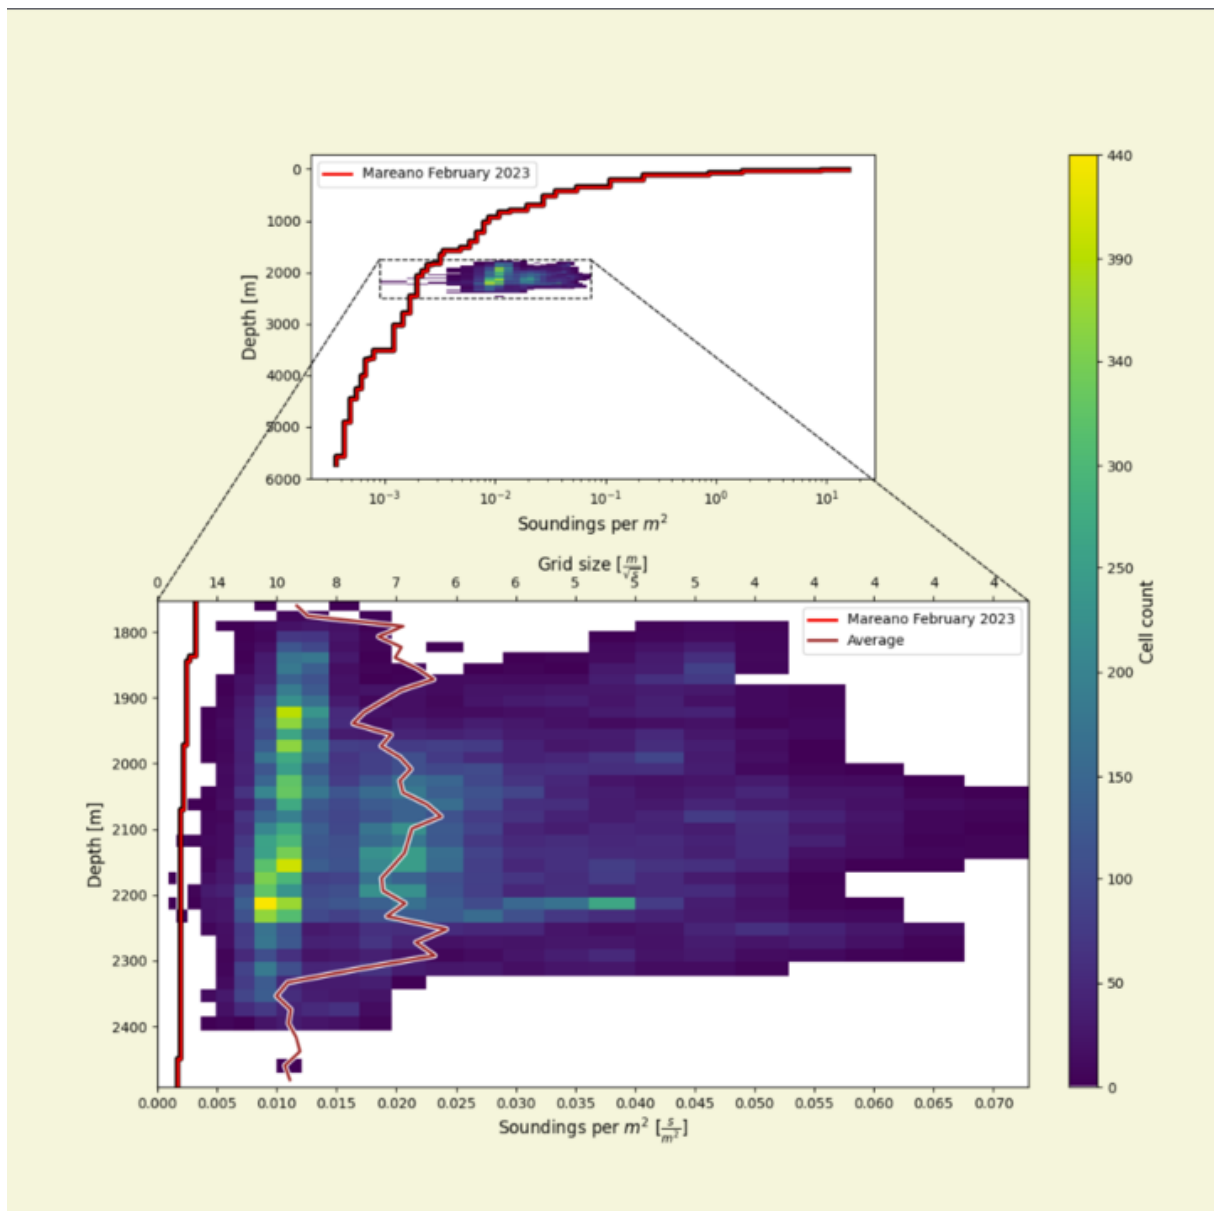 Mareano February 2023
0
1000
2000
3000
4000
5000
6000
Depth [m]
10⁻³ 10⁻² 10⁻¹ 10⁰ 10¹
Soundings per m²
440
390
340
300
250
200
150
100
50
0
Cell count
Grid size [m/√s]
0 14 10 8 7 6 6 5 5 5 4 4 4 4 4
Mareano February 2023
Average
1800
1900
2000
2100
2200
2300
2400
Depth [m]
0.000 0.005 0.010 0.015 0.020 0.025 0.030 0.035 0.040 0.045 0.050 0.055 0.060 0.065 0.070
Soundings per m² [s/m²]